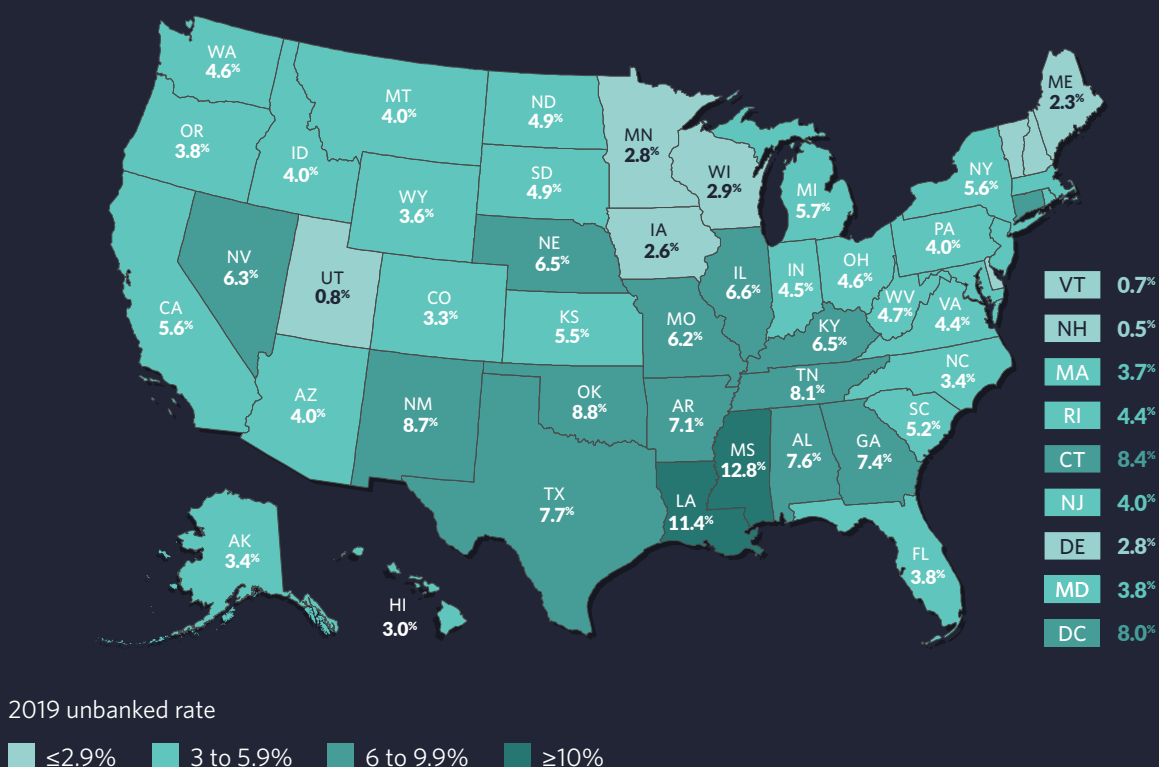 WA
4.6%
MT
4.0%
ND
4.9%
MN
2.8%
ME
2.3%
OR
3.8%
ID
4.0%
WY
3.6%
SD
4.9%
WI
2.9%
MI
5.7%
NY
5.6%
NV
6.3%
UT
0.8%
CO
3.3%
NE
6.5%
IA
2.6%
IL
6.6%
IN
4.5%
OH
4.6%
PA
4.0%
CA
5.6%
KS
5.5%
MO
6.2%
KY
6.5%
WV
4.7%
VA
4.4%
AZ
4.0%
NM
8.7%
OK
8.8%
AR
7.1%
TN
8.1%
NC
3.4%
SC
5.2%
TX
7.7%
LA
11.4%
MS
12.8%
AL
7.6%
GA
7.4%
FL
3.8%
AK
3.4%
HI
3.0%
VT 0.7%
NH 0.5%
MA 3.7%
RI 4.4%
CT 8.4%
NJ 4.0%
DE 2.8%
MD 3.8%
DC 8.0%
2019 unbanked rate
≤2.9% 3 to 5.9% 6 to 9.9% ≥10%